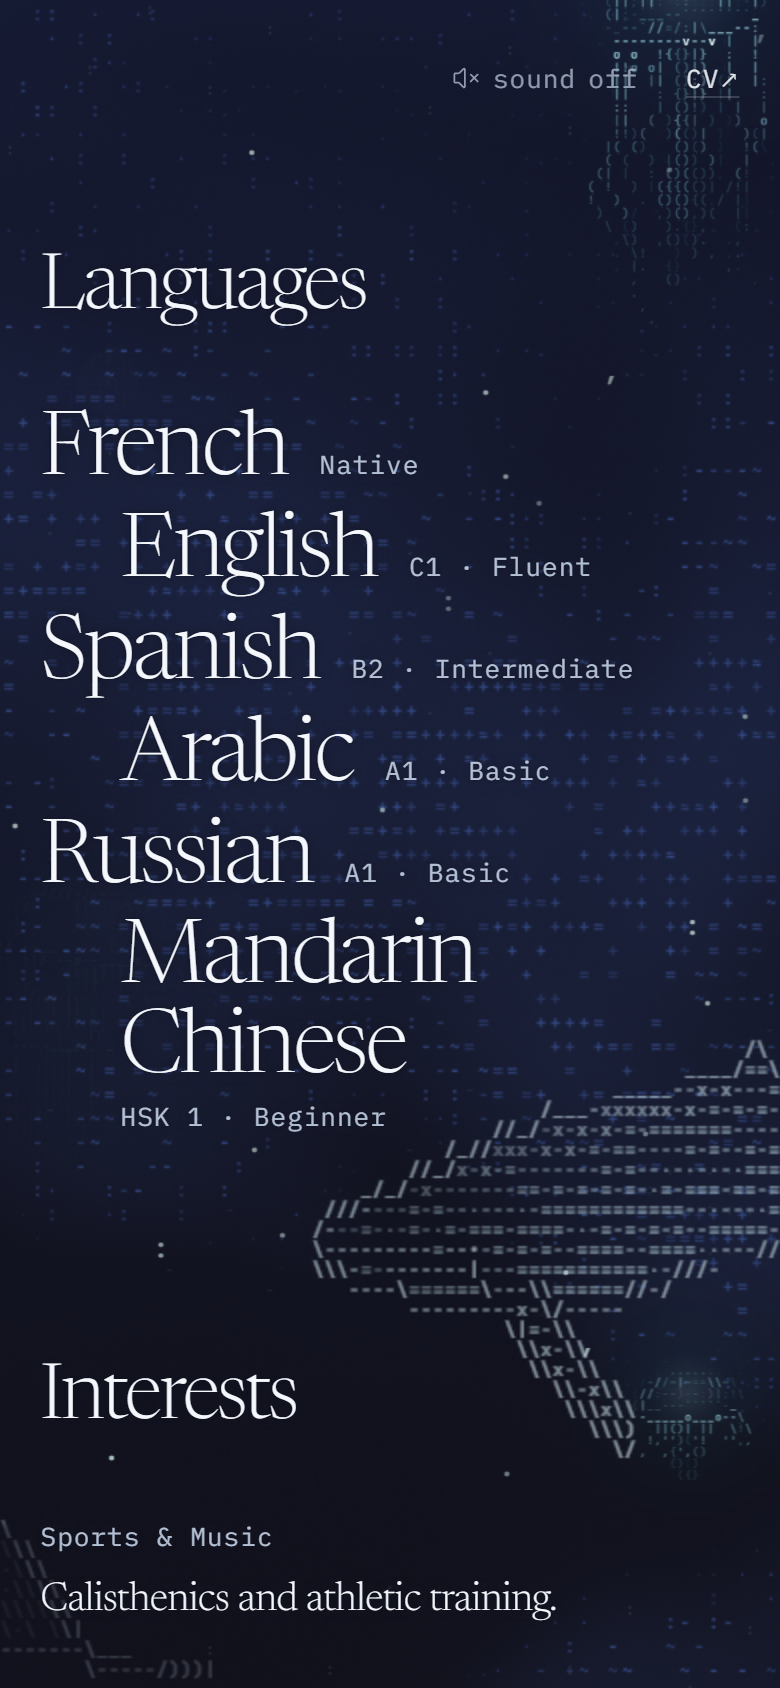 sound off CV↗
Languages
French Native
English C1 · Fluent
Spanish B2 · Intermediate
Arabic A1 · Basic
Russian A1 · Basic
Mandarin
Chinese
HSK 1 · Beginner
Interests
Sports & Music
Calisthenics and athletic training.